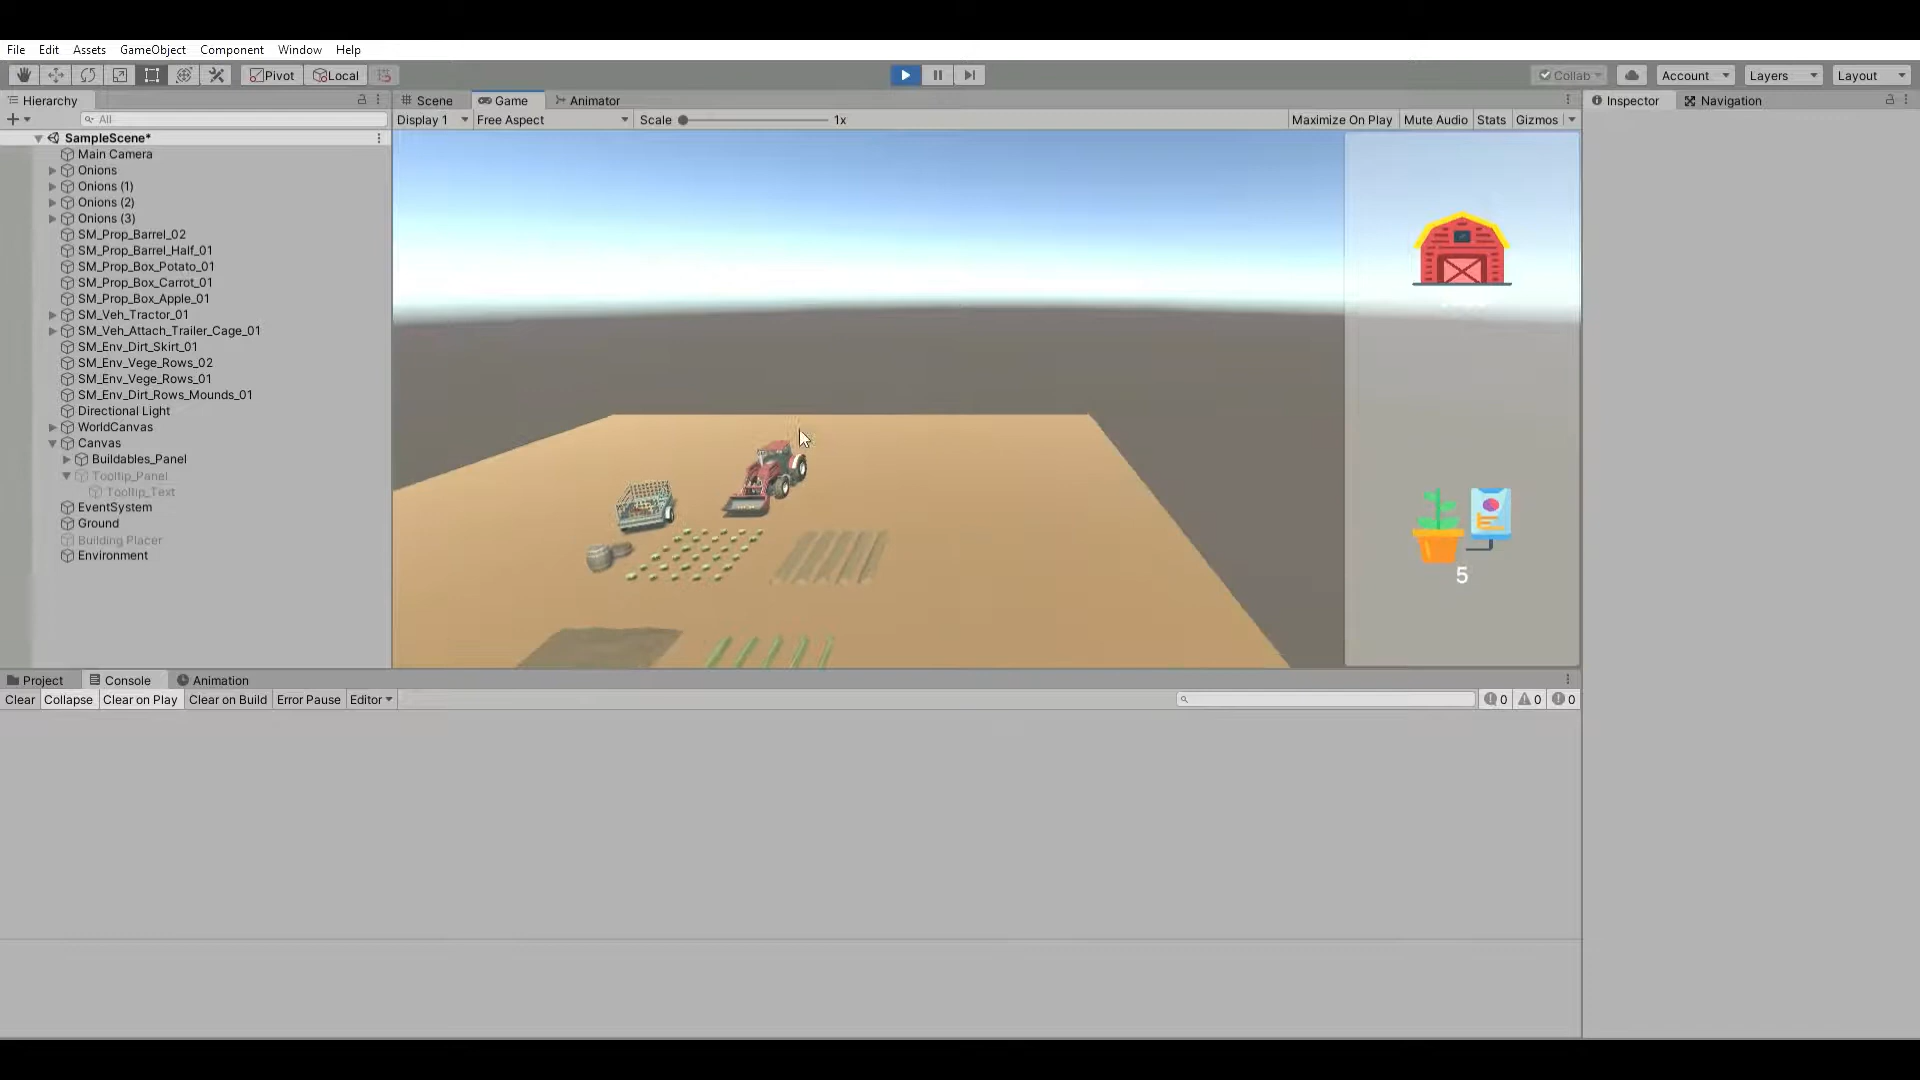 File Edit Assets GameObject Component Window Help
Pivot Local Collab Account Layers Layout
Hierarchy
All
SampleScene*
Main Camera
Onions
Onions (1)
Onions (2)
Onions (3)
SM_Prop_Barrel_02
SM_Prop_Barrel_Half_01
SM_Prop_Box_Potato_01
SM_Prop_Box_Carrot_01
SM_Prop_Box_Apple_01
SM_Veh_Tractor_01
SM_Veh_Attach_Trailer_Cage_01
SM_Env_Dirt_Skirt_01
SM_Env_Vege_Rows_02
SM_Env_Vege_Rows_01
SM_Env_Dirt_Rows_Mounds_01
Directional Light
WorldCanvas
Canvas
Buildables_Panel
Tooltip_Panel
Tooltip_Text
EventSystem
Ground
Building Placer
Environment
Scene Game Animator
Display 1 Free Aspect Scale 1x Maximize On Play Mute Audio Stats Gizmos
5
Inspector Navigation
Project Console Animation
Clear Collapse Clear on Play Clear on Build Error Pause Editor 0 0 0